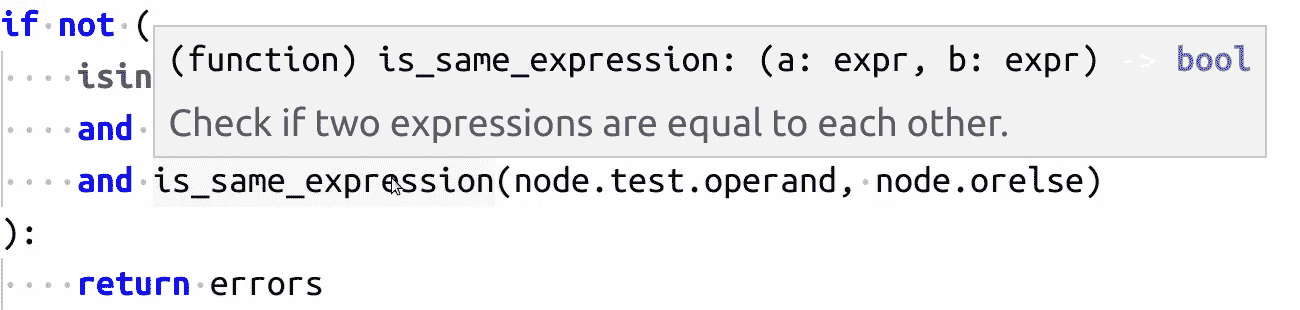 if not (
(function) is_same_expression: (a: expr, b: expr) -> bool
isin
Check if two expressions are equal to each other.
and
and is_same_expression(node.test.operand, node.orelse)
):
return errors